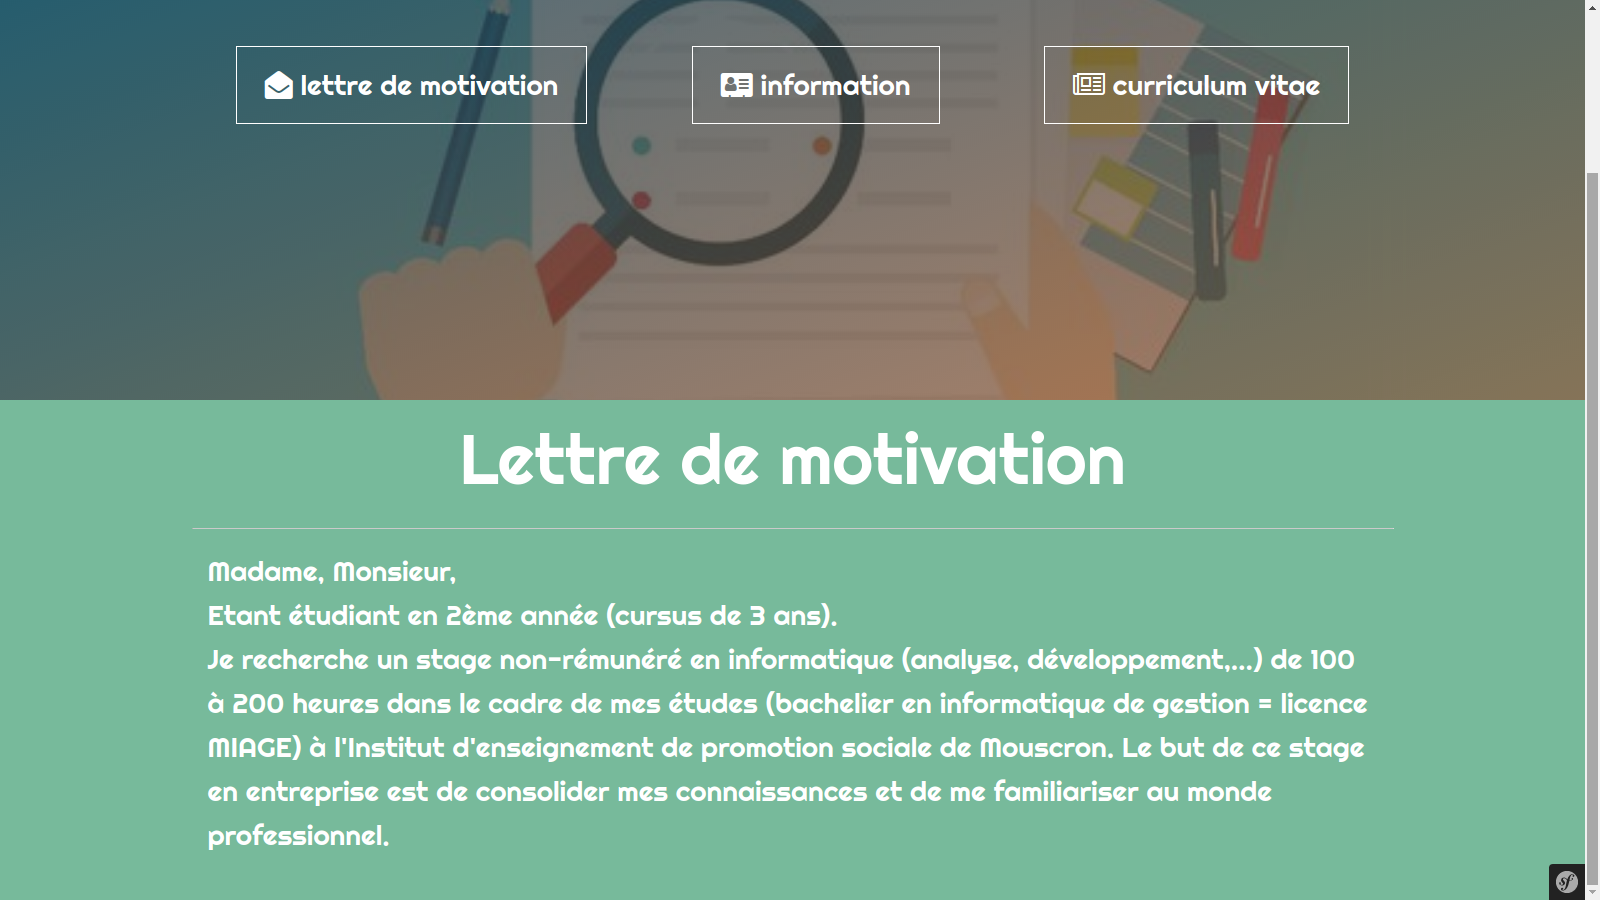 lettre de motivation
information
curriculum vitae
Lettre de motivation
Madame, Monsieur,
Etant étudiant en 2ème année (cursus de 3 ans).
Je recherche un stage non-rémunéré en informatique (analyse, développement,...) de 100
à 200 heures dans le cadre de mes études (bachelier en informatique de gestion = licence
MIAGE) à l'Institut d'enseignement de promotion sociale de Mouscron. Le but de ce stage
en entreprise est de consolider mes connaissances et de me familiariser au monde
professionnel.
sf